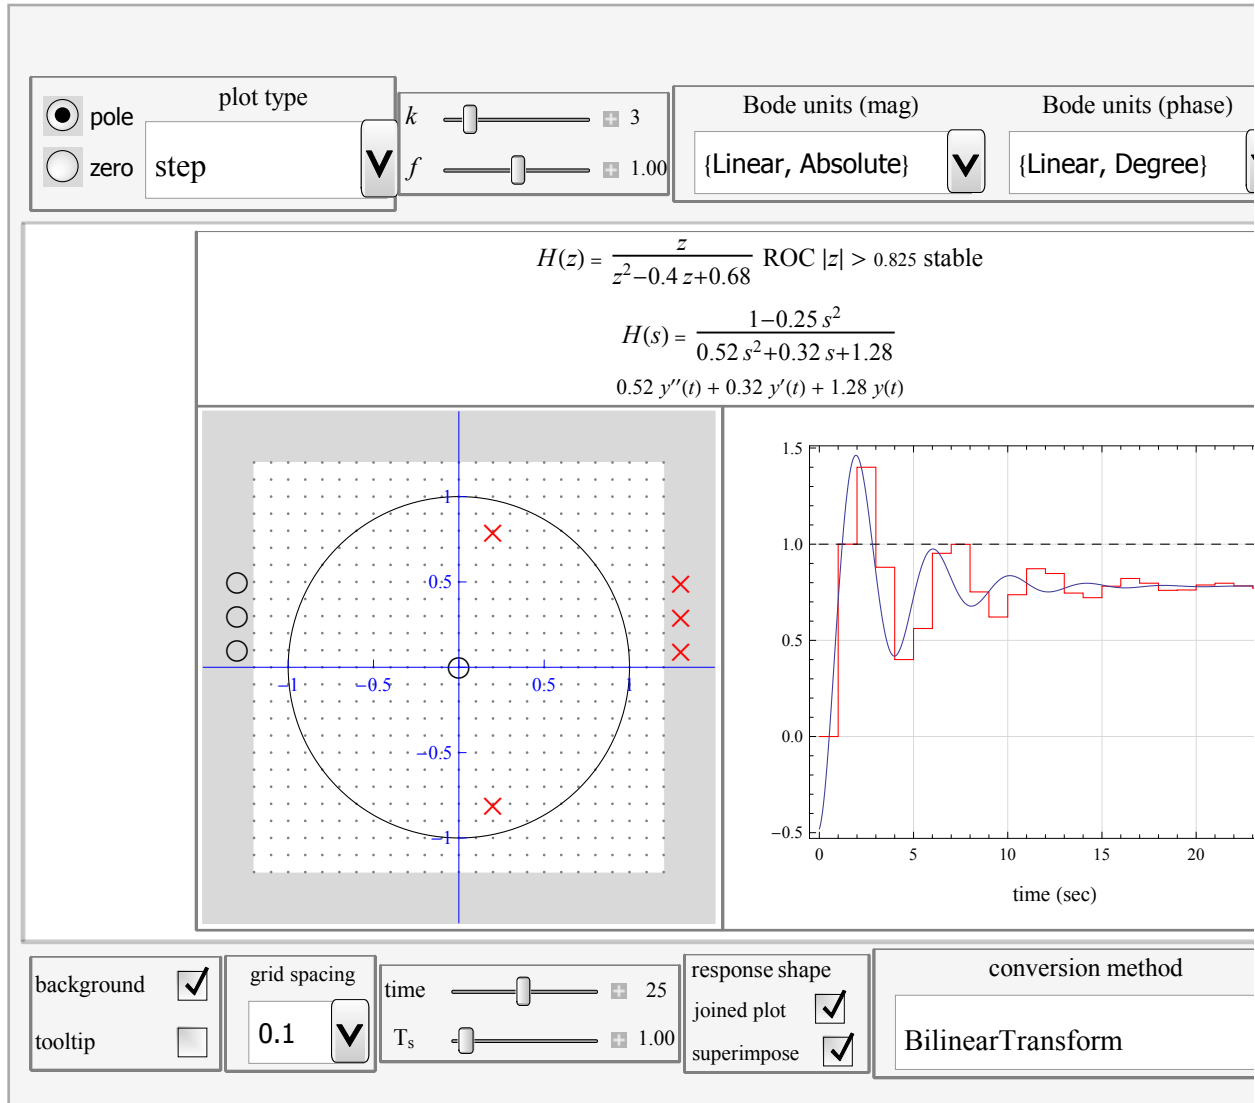 pole
zero
plot type
step
k 3
f 1.00
Bode units (mag)
{Linear, Absolute}
Bode units (phase)
{Linear, Degree}
H(z) = z / (z²−0.4 z+0.68) ROC |z| > 0.825 stable
H(s) = (1−0.25 s²) / (0.52 s²+0.32 s+1.28)
0.52 y′′(t) + 0.32 y′(t) + 1.28 y(t)
1
0.5
−1 −0.5 0.5 1
−0.5
−1
1.5
1.0
0.5
0.0
−0.5
0 5 10 15 20
time (sec)
background
tooltip
grid spacing
0.1
time 25
Tₛ 1.00
response shape
joined plot
superimpose
conversion method
BilinearTransform